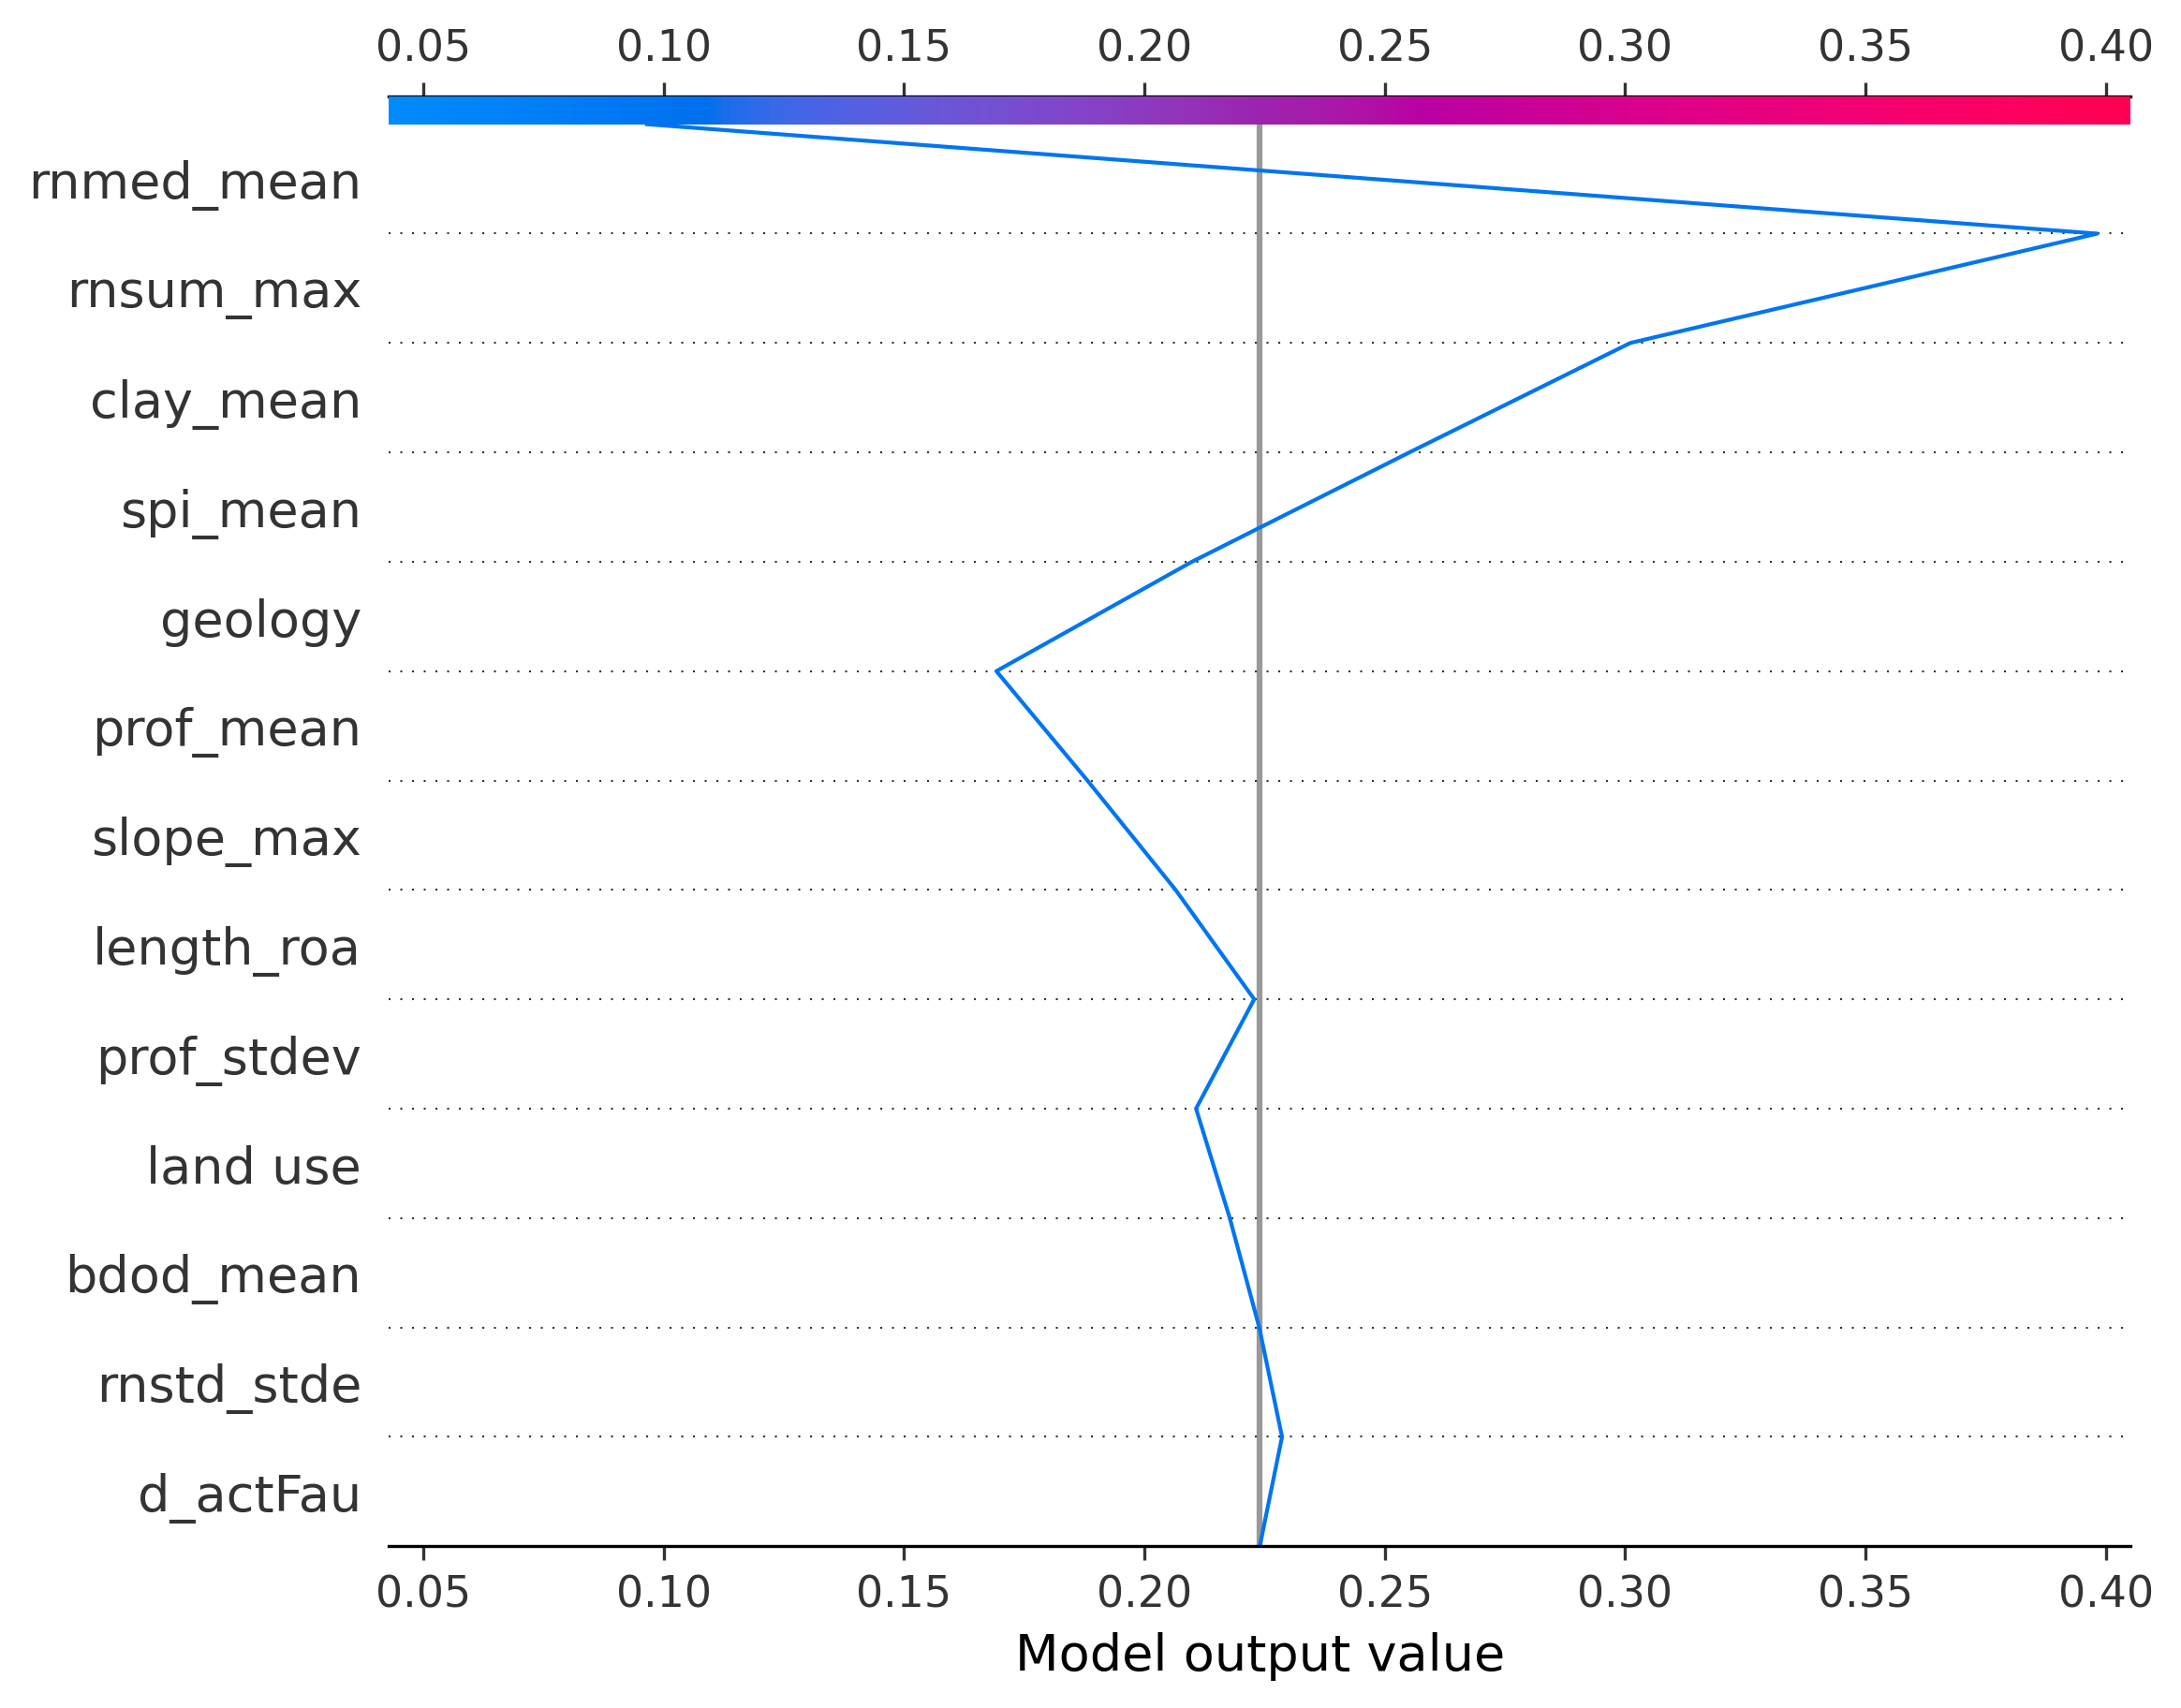 0.05 0.10 0.15 0.20 0.25 0.30 0.35 0.40
rnmed_mean
rnsum_max
clay_mean
spi_mean
geology
prof_mean
slope_max
length_roa
prof_stdev
land use
bdod_mean
rnstd_stde
d_actFau
0.05 0.10 0.15 0.20 0.25 0.30 0.35 0.40
Model output value